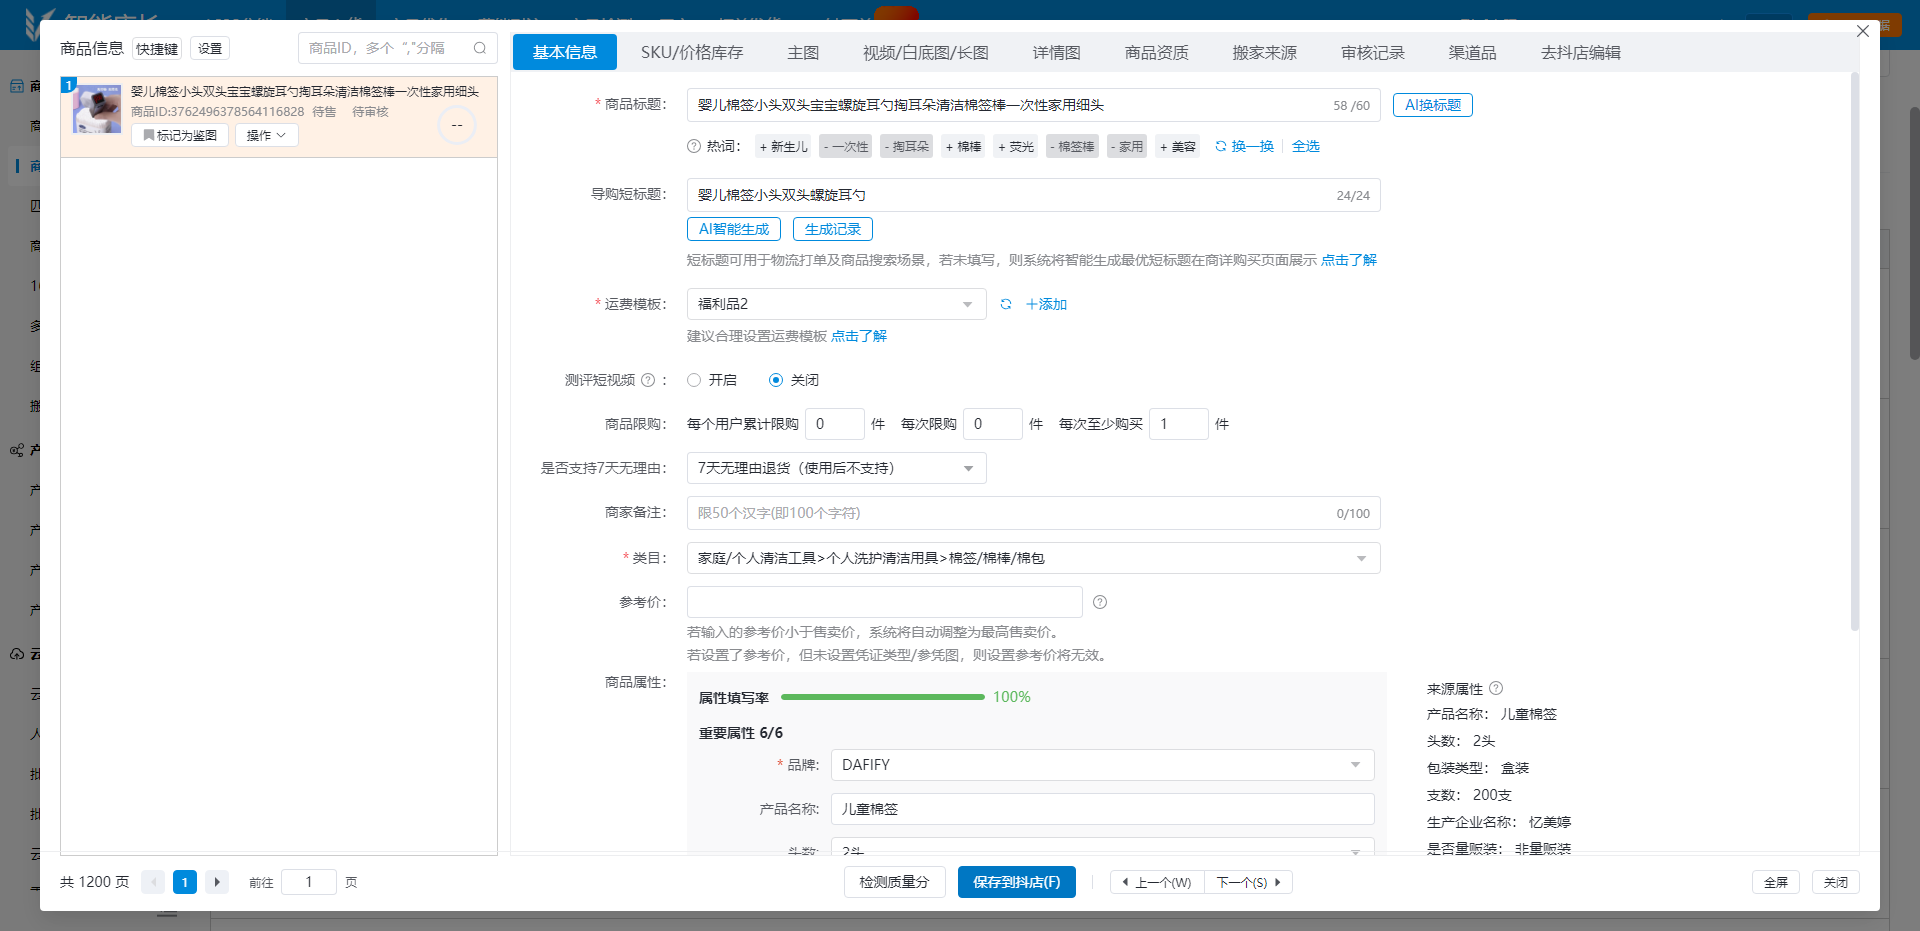 商品信息 快捷键 设置 商品ID，多个“,”分隔
1
婴儿棉签小头双头宝宝螺旋耳勺掏耳朵清洁棉签棒一次性家用细头
商品ID:3762496378564116828 待售 待审核
标记为鉴图 操作
--
基本信息 SKU/价格库存 主图 视频/白底图/长图 详情图 商品资质 搬家来源 审核记录 渠道品 去抖店编辑
*商品标题： 婴儿棉签小头双头宝宝螺旋耳勺掏耳朵清洁棉签棒一次性家用细头 58 /60 AI换标题
热词： + 新生儿 - 一次性 - 掏耳朵 + 棉棒 + 荧光 - 棉签棒 - 家用 + 美容 换一换 全选
导购短标题： 婴儿棉签小头双头螺旋耳勺 24/24
AI智能生成 生成记录
短标题可用于物流打单及商品搜索场景，若未填写，则系统将智能生成最优短标题在商详购买页面展示 点击了解
*运费模板： 福利品2 添加
建议合理设置运费模板 点击了解
测评短视频 ： 开启 关闭
商品限购： 每个用户累计限购 0 件 每次限购 0 件 每次至少购买 1 件
是否支持7天无理由： 7天无理由退货（使用后不支持）
商家备注： 限50个汉字(即100个字符) 0/100
*类目： 家庭/个人清洁工具>个人洗护清洁用具>棉签/棉棒/棉包
参考价：
若输入的参考价小于售卖价，系统将自动调整为最高售卖价。
若设置了参考价，但未设置凭证类型/参凭图，则设置参考价将无效。
商品属性：
属性填写率 100%
重要属性 6/6
*品牌: DAFIFY
产品名称: 儿童棉签
头数: 2头
来源属性
产品名称： 儿童棉签
头数： 2头
包装类型： 盒装
支数： 200支
生产企业名称： 忆美婷
是否量贩装： 非量贩装
共 1200 页 1 前往 1 页
检测质量分 保存到抖店(F) 上一个(W) 下一个(S) 全屏 关闭